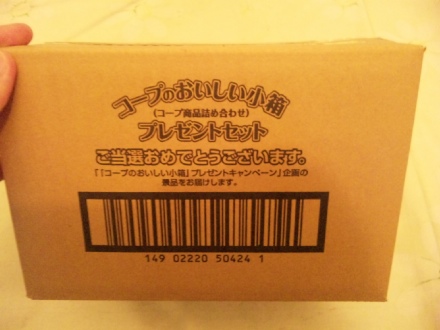 コープのおいしい小箱
(コープ商品詰め合わせ)
プレゼントセット
ご当選おめでとうございます。
「「コープのおいしい小箱」プレゼントキャンペーン」企画の
景品をお届けします。
149 02220 50424 1